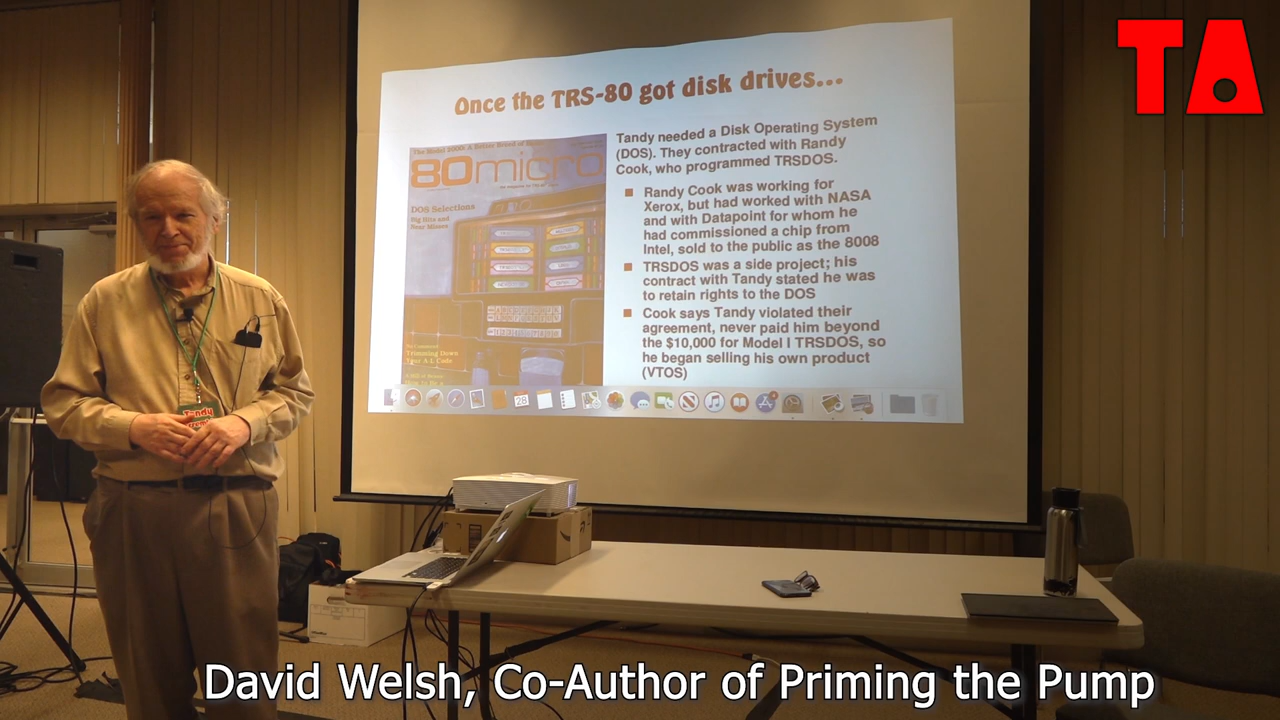 TA
Once the TRS-80 got disk drives...
80micro
DOS Selections
Big Hits and
Near Misses
Trimming Down
Your A-L Code
Tandy needed a Disk Operating System
(DOS). They contracted with Randy
Cook, who programmed TRSDOS.
Randy Cook was working for
Xerox, but had worked with NASA
and with Datapoint for whom he
had commissioned a chip from
Intel, sold to the public as the 8008
TRSDOS was a side project; his
contract with Tandy stated he was
to retain rights to the DOS
Cook says Tandy violated their
agreement, never paid him beyond
the $10,000 for Model I TRSDOS, so
he began selling his own product
(VTOS)
28
Tandy
David Welsh, Co-Author of Priming the Pump